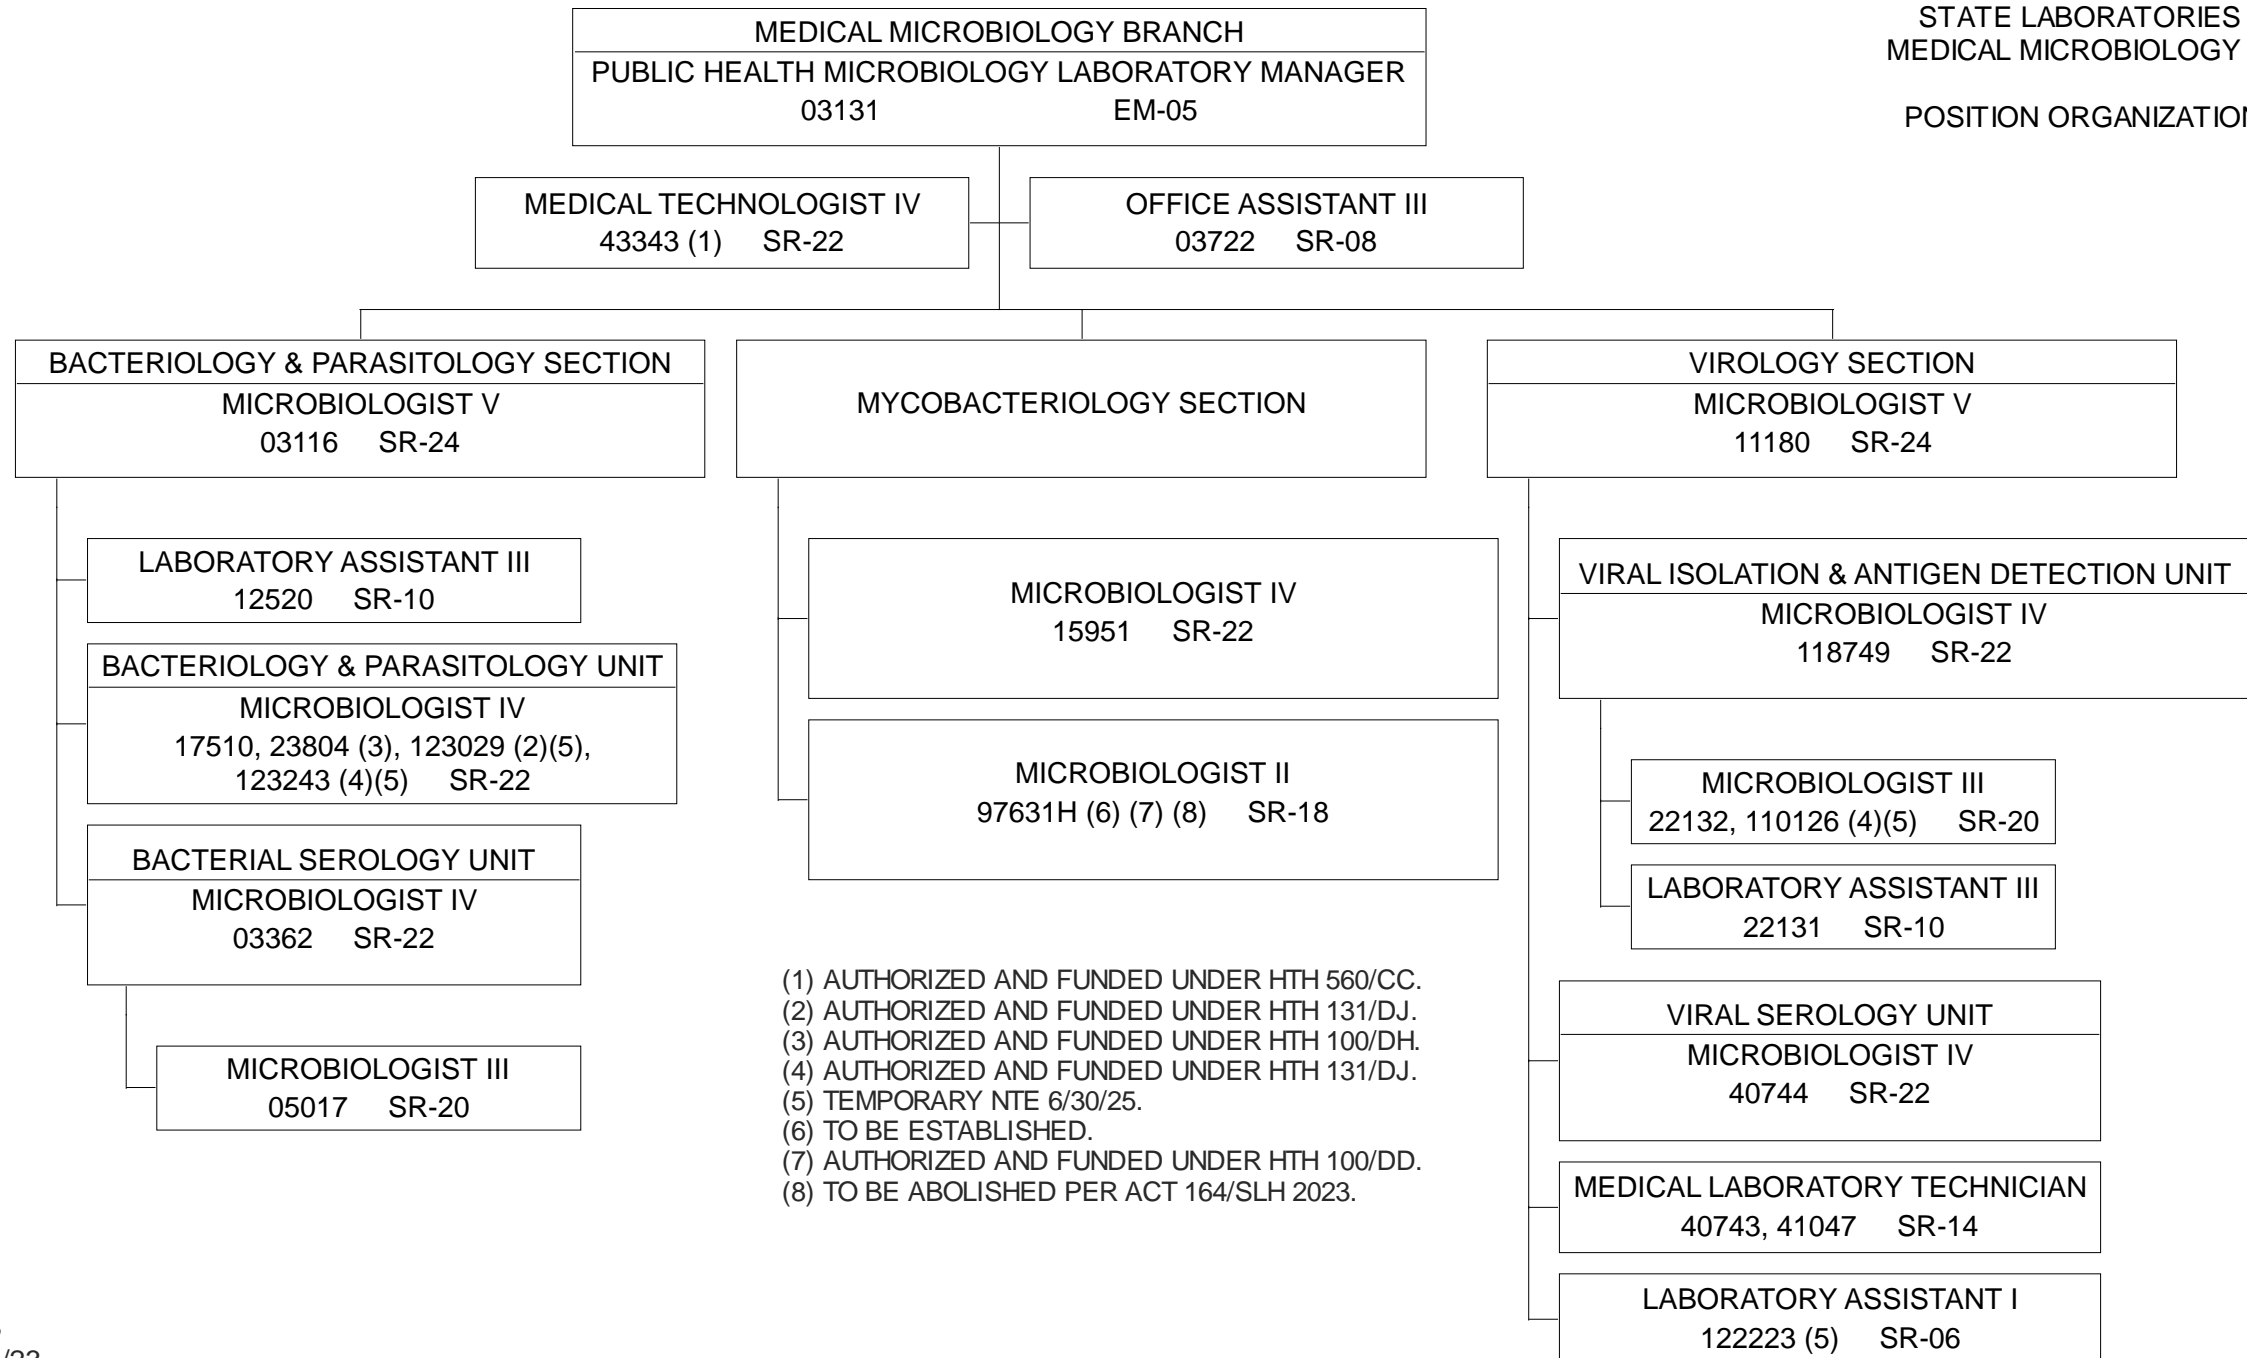 STATE LABORATORIES
MEDICAL MICROBIOLOGY
POSITION ORGANIZATION
MEDICAL MICROBIOLOGY BRANCH
PUBLIC HEALTH MICROBIOLOGY LABORATORY MANAGER
03131 EM-05
MEDICAL TECHNOLOGIST IV
43343 (1) SR-22
OFFICE ASSISTANT III
03722 SR-08
BACTERIOLOGY & PARASITOLOGY SECTION
MICROBIOLOGIST V
03116 SR-24
LABORATORY ASSISTANT III
12520 SR-10
BACTERIOLOGY & PARASITOLOGY UNIT
MICROBIOLOGIST IV
17510, 23804 (3), 123029 (2)(5),
123243 (4)(5) SR-22
BACTERIAL SEROLOGY UNIT
MICROBIOLOGIST IV
03362 SR-22
MICROBIOLOGIST III
05017 SR-20
MYCOBACTERIOLOGY SECTION
MICROBIOLOGIST IV
15951 SR-22
MICROBIOLOGIST II
97631H (6) (7) (8) SR-18
VIROLOGY SECTION
MICROBIOLOGIST V
11180 SR-24
VIRAL ISOLATION & ANTIGEN DETECTION UNIT
MICROBIOLOGIST IV
118749 SR-22
MICROBIOLOGIST III
22132, 110126 (4)(5) SR-20
LABORATORY ASSISTANT III
22131 SR-10
VIRAL SEROLOGY UNIT
MICROBIOLOGIST IV
40744 SR-22
MEDICAL LABORATORY TECHNICIAN
40743, 41047 SR-14
LABORATORY ASSISTANT I
122223 (5) SR-06
(1) AUTHORIZED AND FUNDED UNDER HTH 560/CC.
(2) AUTHORIZED AND FUNDED UNDER HTH 131/DJ.
(3) AUTHORIZED AND FUNDED UNDER HTH 100/DH.
(4) AUTHORIZED AND FUNDED UNDER HTH 131/DJ.
(5) TEMPORARY NTE 6/30/25.
(6) TO BE ESTABLISHED.
(7) AUTHORIZED AND FUNDED UNDER HTH 100/DD.
(8) TO BE ABOLISHED PER ACT 164/SLH 2023.